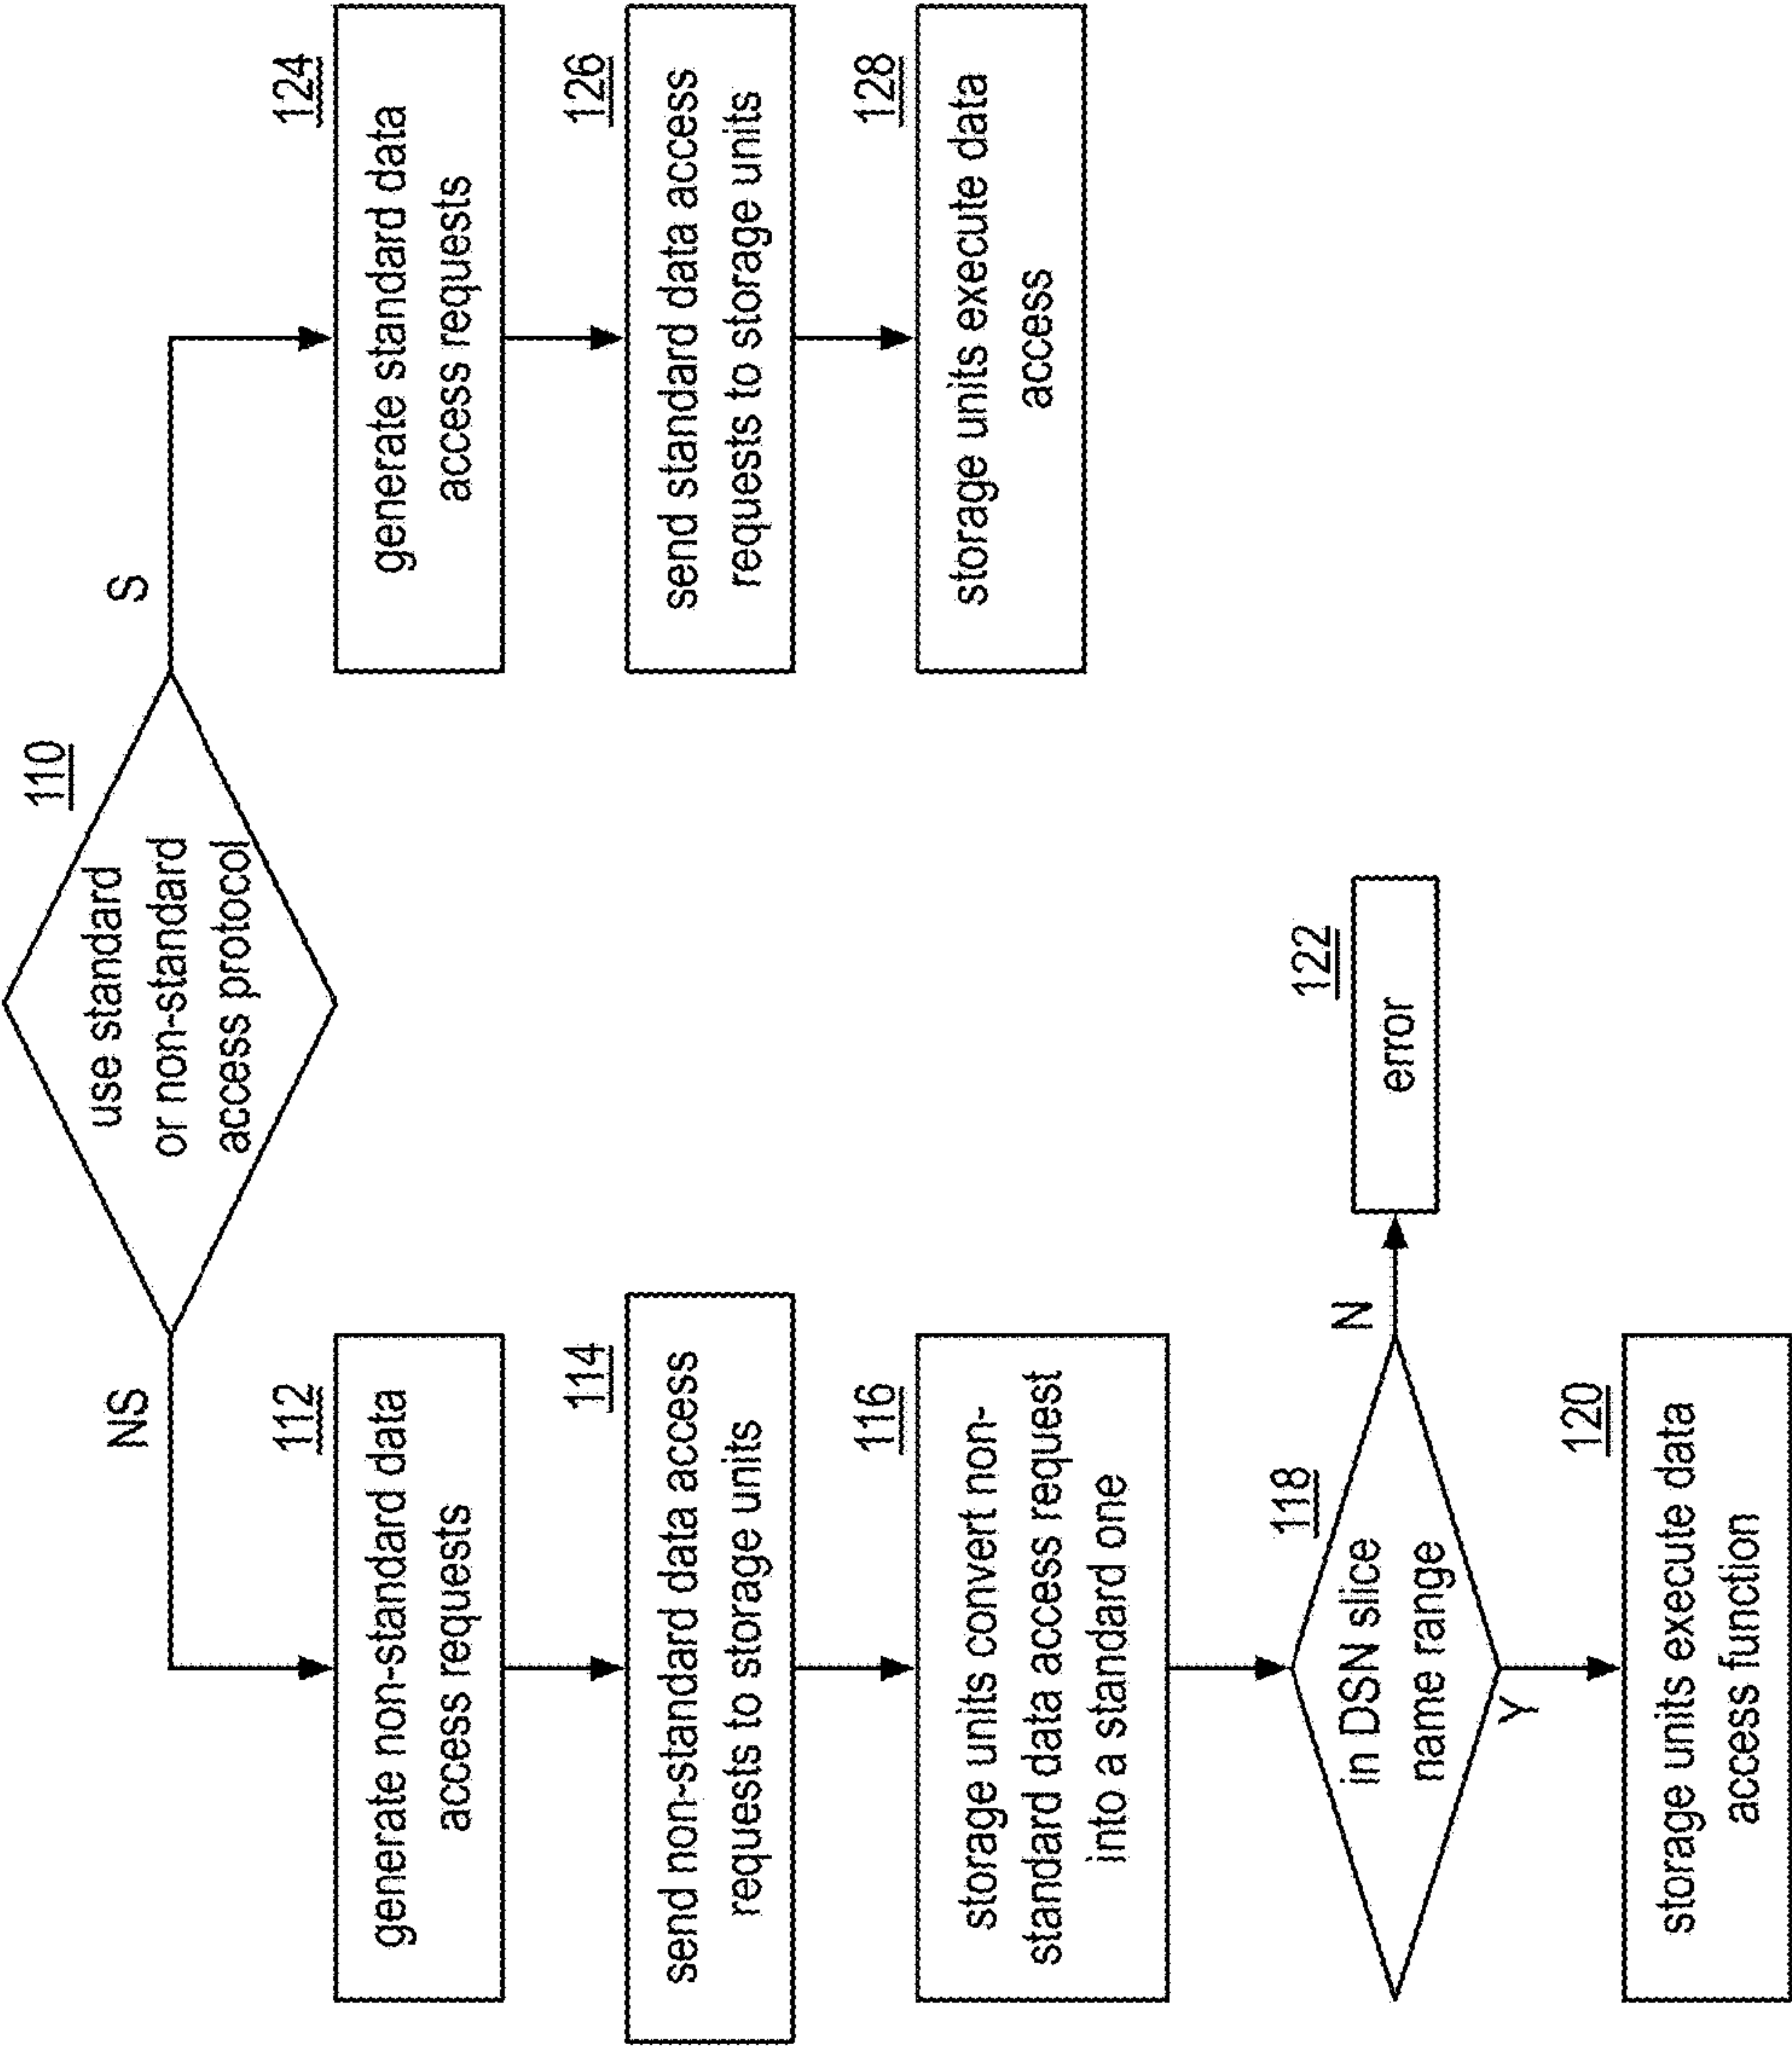 110
use standard
or non-standard
access protocol
NS
S
112
generate non-standard data
access requests
114
send non-standard data access
requests to storage units
116
storage units convert non-
standard data access request
into a standard one
118
in DSN slice
name range
N
Y
122
error
120
storage units execute data
access function
124
generate standard data
access requests
126
send standard data access
requests to storage units
128
storage units execute data
access